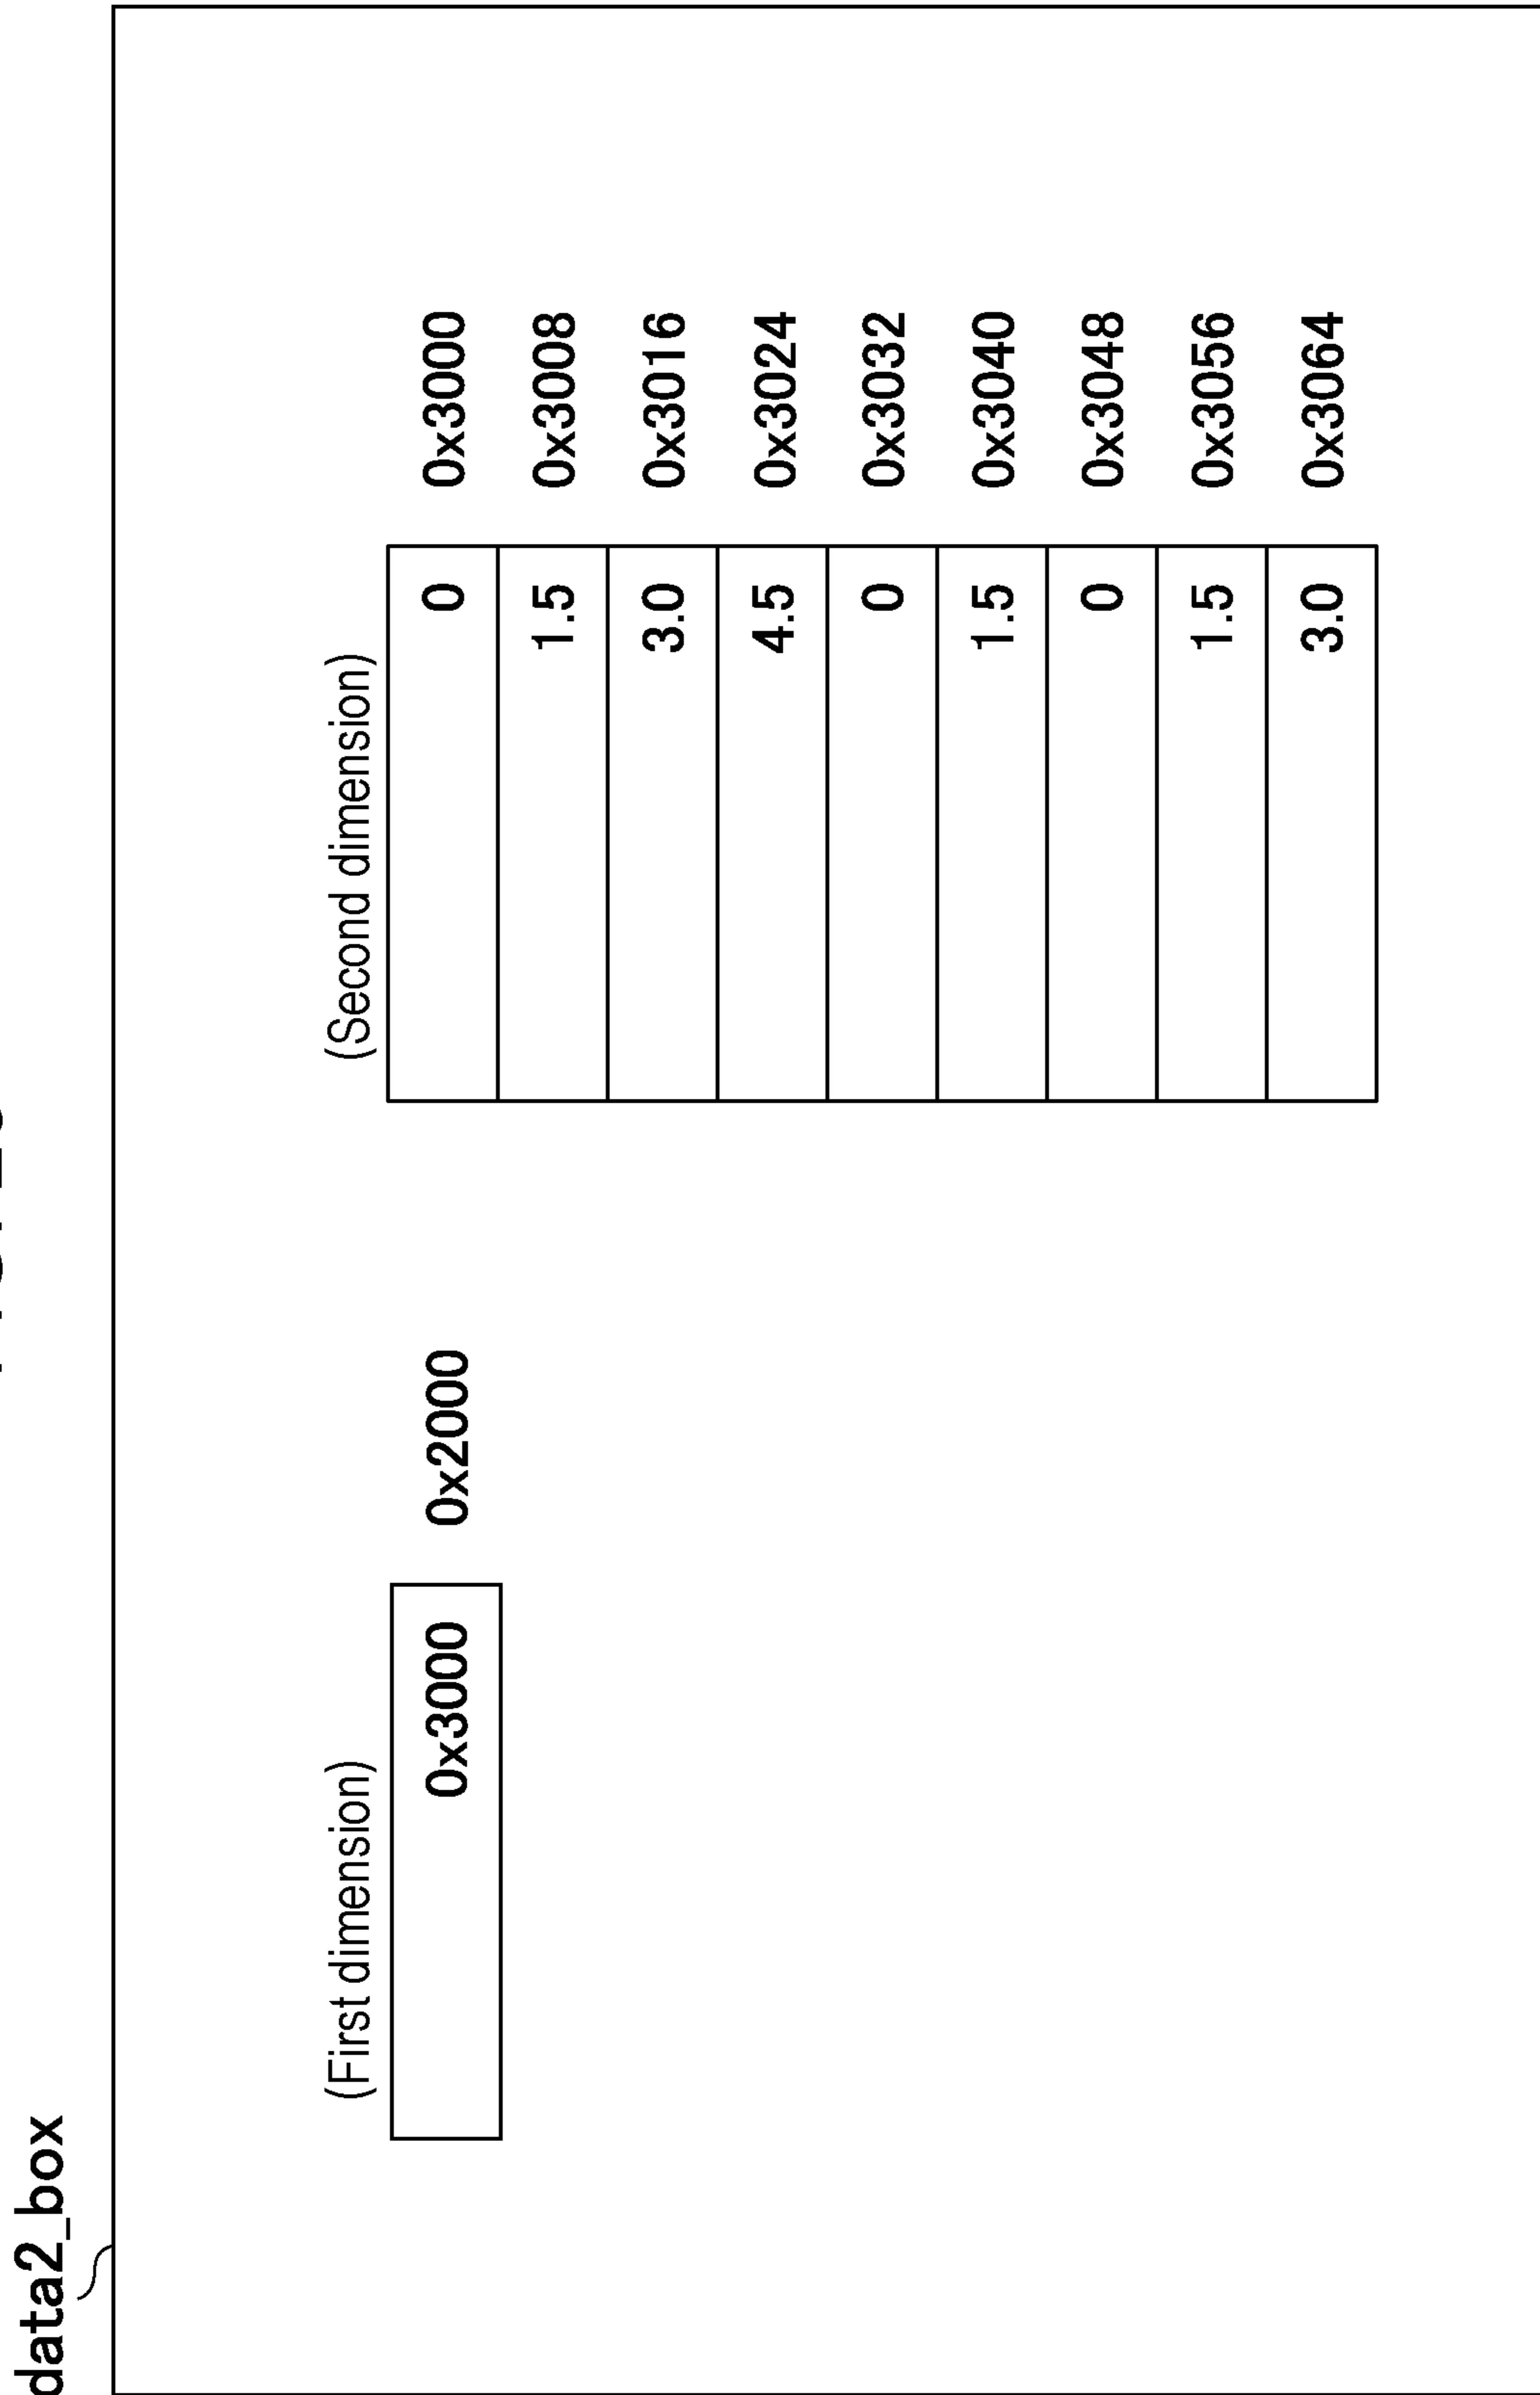 data2_box
(First dimension)
0x3000 0x2000
(Second dimension)
0 0x3000
1.5 0x3008
3.0 0x3016
4.5 0x3024
0 0x3032
1.5 0x3040
0 0x3048
1.5 0x3056
3.0 0x3064